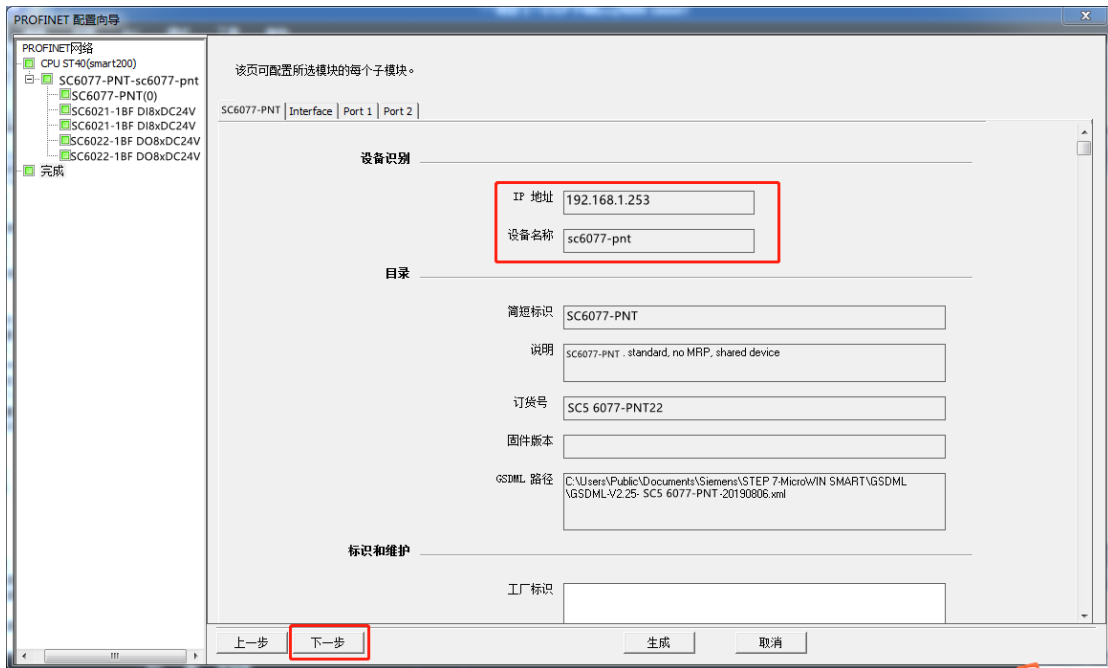 PROFINET 配置向导
x
PROFINET网络
CPU ST40(smart200)
SC6077-PNT-sc6077-pnt
SC6077-PNT(0)
SC6021-1BF DI8xDC24V
SC6021-1BF DI8xDC24V
SC6022-1BF DO8xDC24V
SC6022-1BF DO8xDC24V
完成
该页可配置所选模块的每个子模块。
SC6077-PNT Interface Port 1 Port 2
设备识别
IP 地址 192.168.1.253
设备名称 sc6077-pnt
目录
简短标识 SC6077-PNT
说明 SC6077-PNT . standard, no MRP, shared device
订货号 SC5 6077-PNT22
固件版本
GSDML 路径 C:\Users\Public\Documents\Siemens\STEP 7-MicroWIN SMART\GSDML
\GSDML-V2.25- SC5 6077-PNT-20190806.xml
标识和维护
工厂标识
上一步 下一步 生成 取消